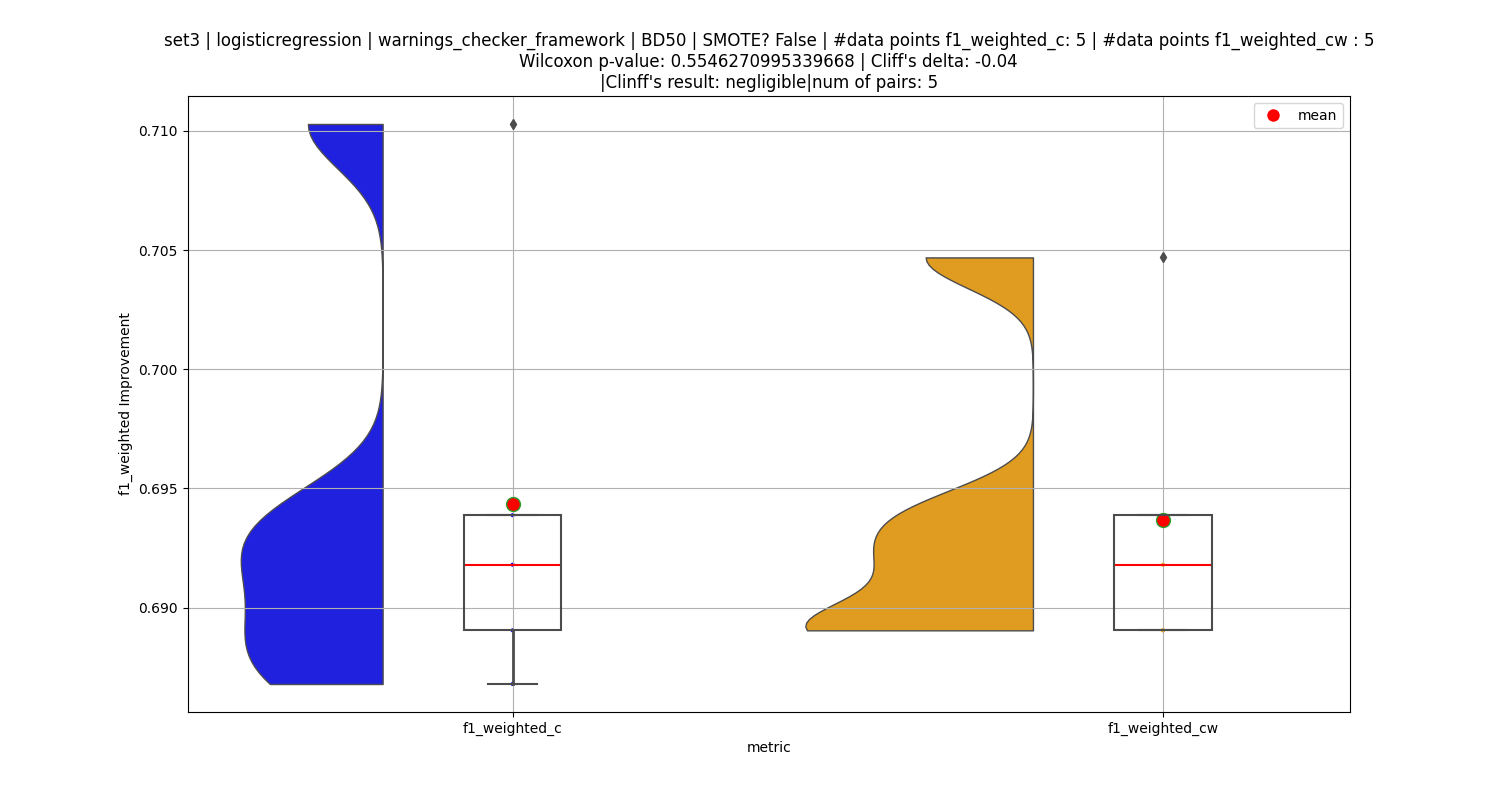 set3 | logisticregression | warnings_checker_framework | BD50 | SMOTE? False | #data points f1_weighted_c: 5 | #data points f1_weighted_cw : 5
Wilcoxon p-value: 0.5546270995339668 | Cliff's delta: -0.04
|Clinff's result: negligible|num of pairs: 5
mean
0.710
0.705
0.700
0.695
0.690
f1_weighted Improvement
f1_weighted_c
f1_weighted_cw
metric